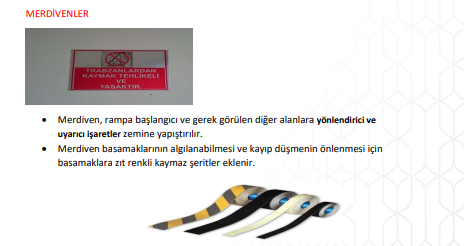 MERDİVENLER
TRABZANLARDAN
KAYMAK TEHLİKELİ
VE
YASAKTIR.
• Merdiven, rampa başlangıcı ve gerek görülen diğer alanlara yönlendirici ve
uyarıcı işaretler zemine yapıştırılır.
• Merdiven basamaklarının algılanabilmesi ve kayıp düşmenin önlenmesi için
basamaklara zıt renkli kaymaz şeritler eklenir.